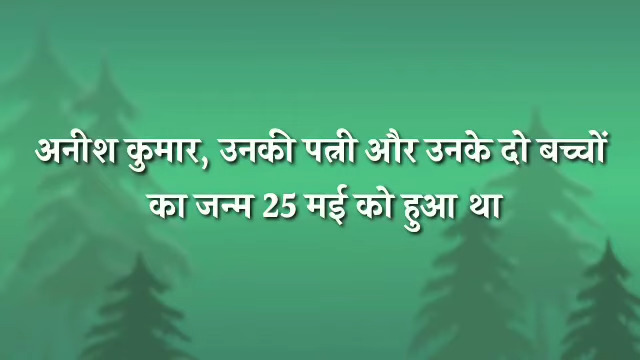 अनीश कुमार, उनकी पत्नी और उनके दो बच्चों
का जन्म 25 मई को हुआ था